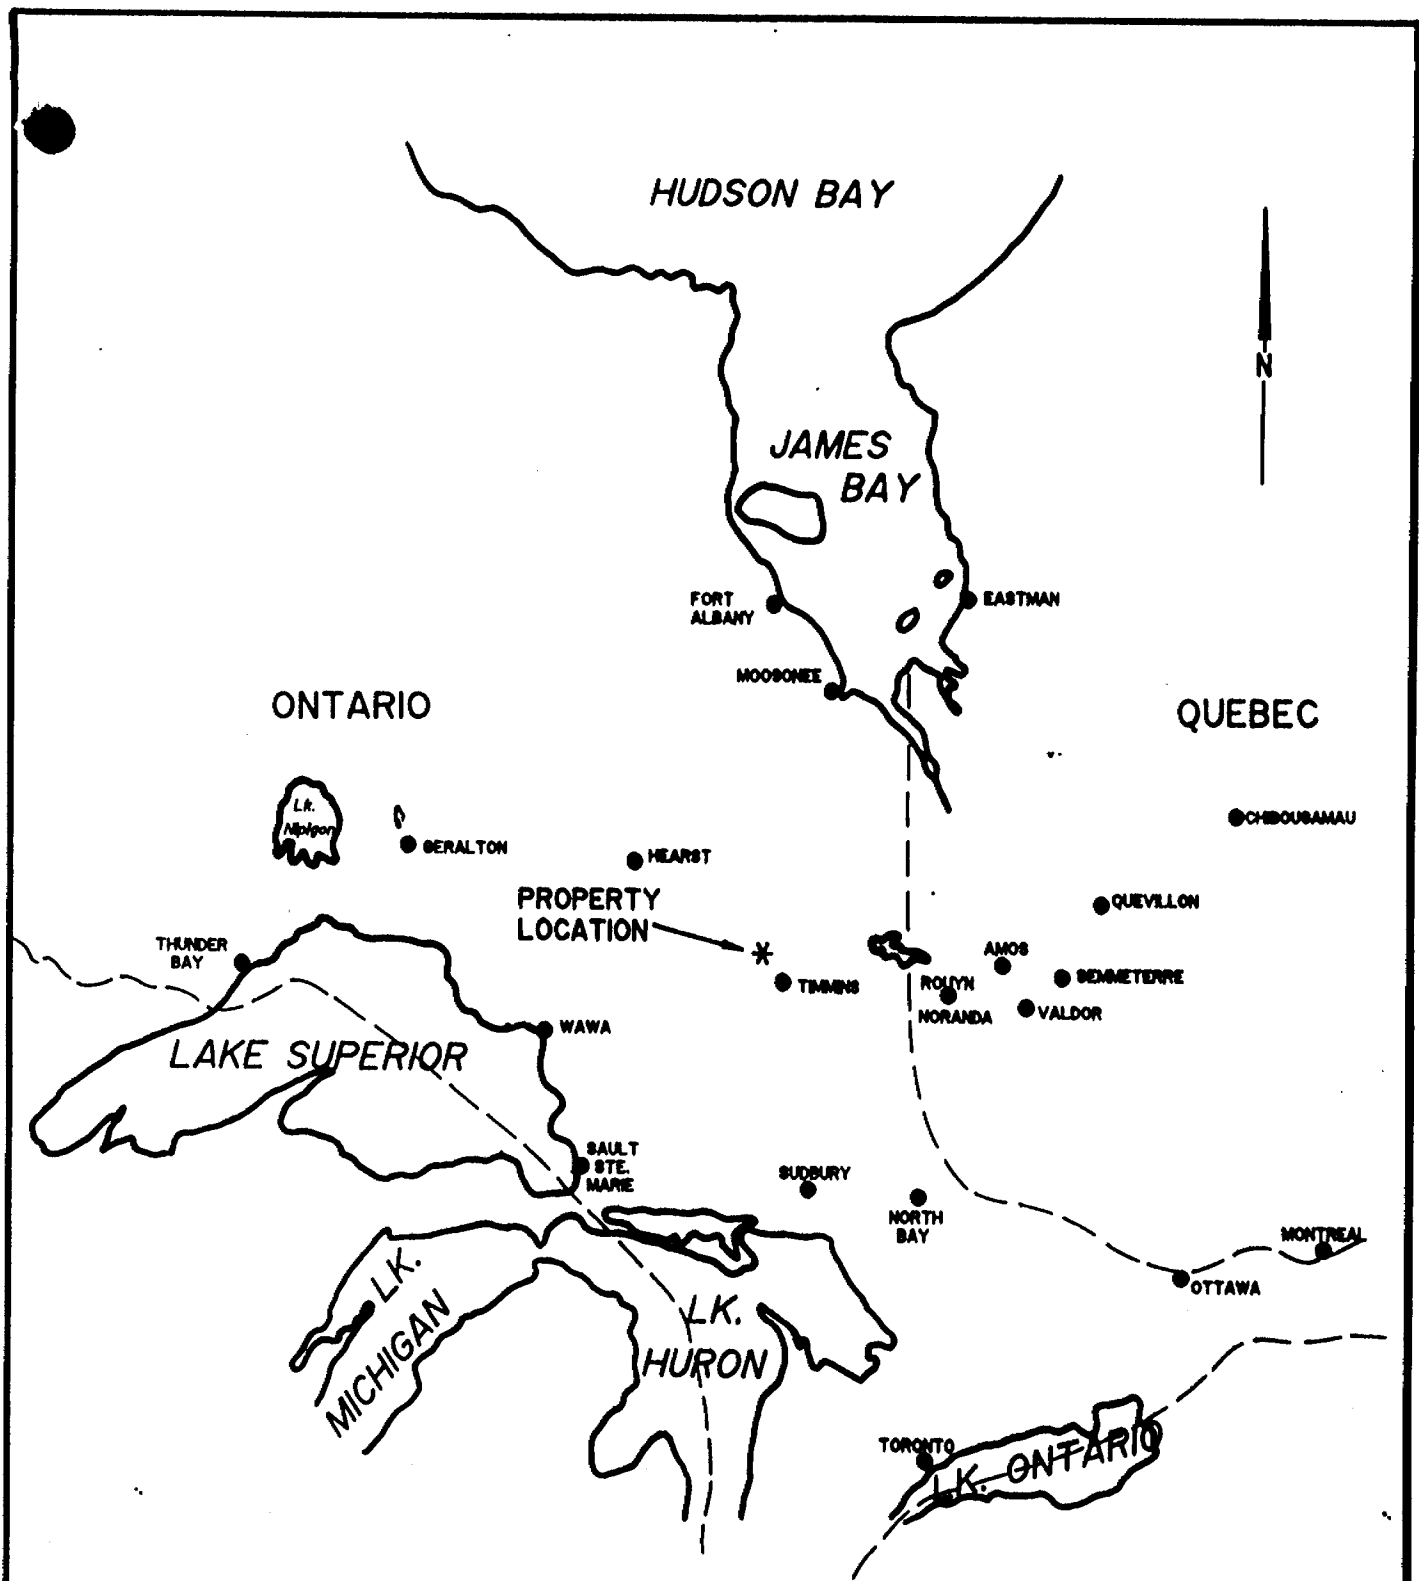 HUDSON BAY
N
JAMES
BAY
FORT
ALBANY
EASTMAN
MOOSONEE
ONTARIO
QUEBEC
Lk.
Nipigon
GERALTON
HEARST
CHIBOUGAMAU
PROPERTY
LOCATION
QUEVILLON
THUNDER
BAY
TIMMINS
AMOS
ROUYN
NORANDA
SEMMETERRE
VALDOR
WAWA
LAKE SUPERIOR
SAULT
STE.
MARIE
SUDBURY
NORTH
BAY
MONTREAL
OTTAWA
LK.
MICHIGAN
LK.
HURON
TORONTO
LK. ONTARIO